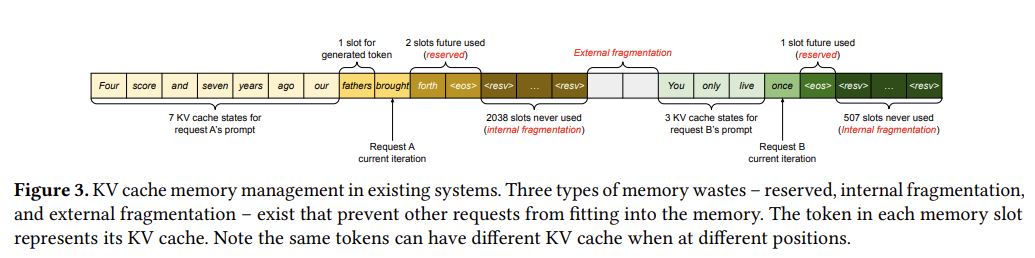 1 slot for
generated token
2 slots future used
(reserved)
External fragmentation
1 slot future used
(reserved)
Four score and seven years ago our fathers brought forth <eos> <resv> ... <resv> You only live once <eos> <resv> ... <resv>
7 KV cache states for
request A's prompt
2038 slots never used
(internal fragmentation)
3 KV cache states for
request B's prompt
507 slots never used
(Internal fragmentation)
Request A
current iteration
Request B
current iteration
Figure 3. KV cache memory management in existing systems. Three types of memory wastes – reserved, internal fragmentation,
and external fragmentation – exist that prevent other requests from fitting into the memory. The token in each memory slot
represents its KV cache. Note the same tokens can have different KV cache when at different positions.